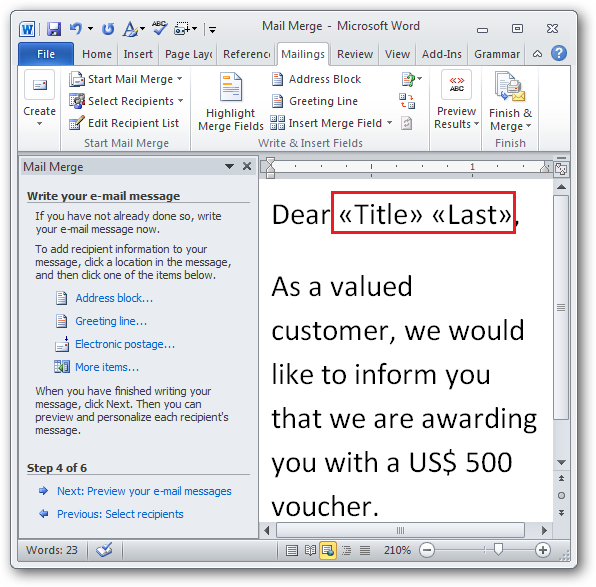 Mail Merge - Microsoft Word
File Home Insert Page Layo Referenc Mailings Review View Add-Ins Grammar
Create
Start Mail Merge
Select Recipients
Edit Recipient List
Start Mail Merge
Highlight
Merge Fields
Address Block
Greeting Line
Insert Merge Field
Write & Insert Fields
ABC
Preview
Results
Finish &
Merge
Finish
Mail Merge
Write your e-mail message
If you have not already done so, write
your e-mail message now.
To add recipient information to your
message, click a location in the message,
and then click one of the items below.
Address block...
Greeting line...
Electronic postage...
More items...
When you have finished writing your
message, click Next. Then you can
preview and personalize each recipient's
message.
Step 4 of 6
Next: Preview your e-mail messages
Previous: Select recipients
1
Dear «Title» «Last»,
As a valued
customer, we would
like to inform you
that we are awarding
you with a US$ 500
voucher.
Words: 23
210%